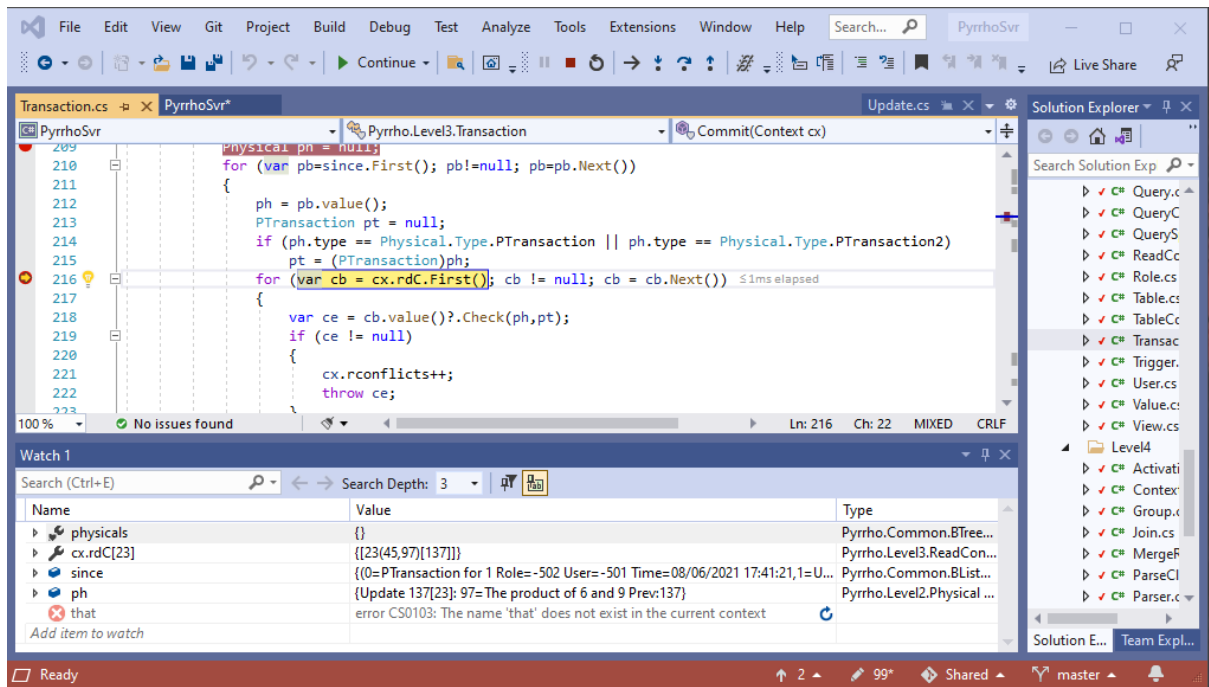 File Edit View Git Project Build Debug Test Analyze Tools Extensions Window Help Search... PyrrhoSvr
Continue Live Share
Transaction.cs PyrrhoSvr* Update.cs
C# PyrrhoSvr Pyrrho.Level3.Transaction Commit(Context cx)
209 Physical ph = null;
210 for (var pb=since.First(); pb!=null; pb=pb.Next())
211 {
212 ph = pb.value();
213 PTransaction pt = null;
214 if (ph.type == Physical.Type.PTransaction || ph.type == Physical.Type.PTransaction2)
215 pt = (PTransaction)ph;
216 for (var cb = cx.rdC.First(); cb != null; cb = cb.Next()) ≤1ms elapsed
217 {
218 var ce = cb.value()?.Check(ph,pt);
219 if (ce != null)
220 {
221 cx.rconflicts++;
222 throw ce;
223 }
100 % No issues found Ln: 216 Ch: 22 MIXED CRLF
Watch 1
Search (Ctrl+E) Search Depth: 3
Name Value Type
physicals {} Pyrrho.Common.BTree...
cx.rdC[23] {[23(45,97)[137]]} Pyrrho.Level3.ReadCon...
since {(0=PTransaction for 1 Role=-502 User=-501 Time=08/06/2021 17:41:21,1=U... Pyrrho.Common.BList...
ph {Update 137[23]: 97=The product of 6 and 9 Prev:137} Pyrrho.Level2.Physical ...
that error CS0103: The name 'that' does not exist in the current context
Add item to watch
Solution Explorer
Search Solution Exp
C# Query.c
C# QueryC
C# QueryS
C# ReadCc
C# Role.cs
C# Table.cs
C# TableCc
C# Transac
C# Trigger.
C# User.cs
C# Value.cs
C# View.cs
Level4
C# Activati
C# Contex
C# Group.c
C# Join.cs
C# MergeR
C# ParseCl
C# Parser.c
Solution E... Team Expl...
Ready 2 99* Shared master